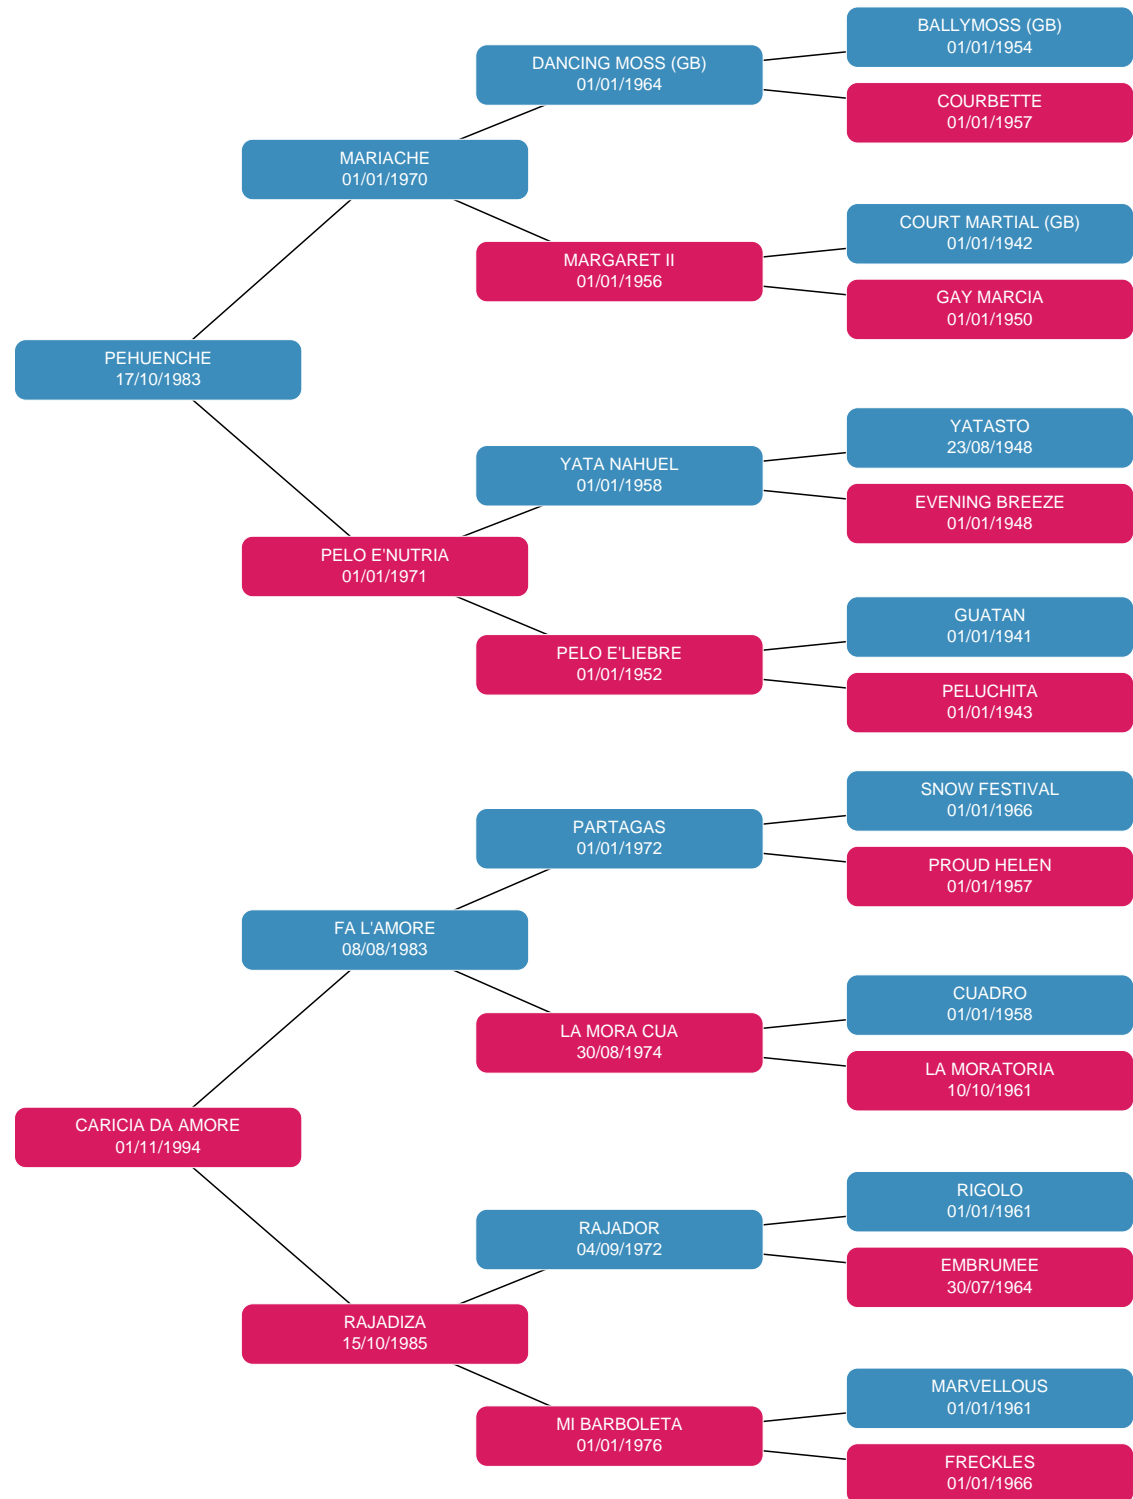 BALLYMOSS (GB)
01/01/1954
DANCING MOSS (GB)
01/01/1964
COURBETTE
01/01/1957
MARIACHE
01/01/1970
COURT MARTIAL (GB)
01/01/1942
MARGARET II
01/01/1956
GAY MARCIA
01/01/1950
PEHUENCHE
17/10/1983
YATASTO
23/08/1948
YATA NAHUEL
01/01/1958
EVENING BREEZE
01/01/1948
PELO E'NUTRIA
01/01/1971
GUATAN
01/01/1941
PELO E'LIEBRE
01/01/1952
PELUCHITA
01/01/1943
SNOW FESTIVAL
01/01/1966
PARTAGAS
01/01/1972
PROUD HELEN
01/01/1957
FA L'AMORE
08/08/1983
CUADRO
01/01/1958
LA MORA CUA
30/08/1974
LA MORATORIA
10/10/1961
CARICIA DA AMORE
01/11/1994
RIGOLO
01/01/1961
RAJADOR
04/09/1972
EMBRUMEE
30/07/1964
RAJADIZA
15/10/1985
MARVELLOUS
01/01/1961
MI BARBOLETA
01/01/1976
FRECKLES
01/01/1966